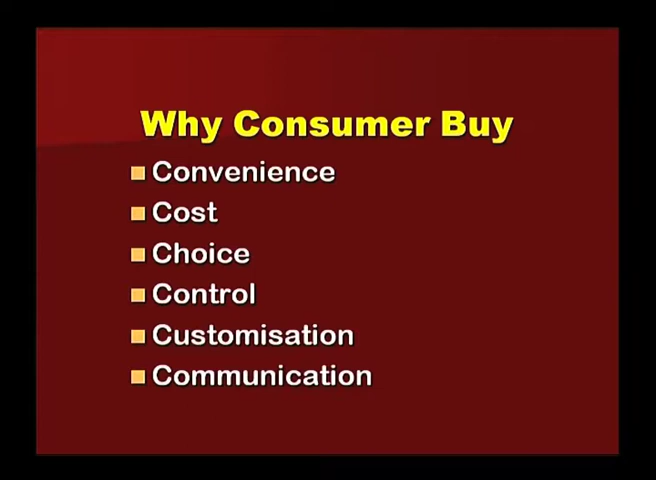 Why Consumer Buy
Convenience
Cost
Choice
Control
Customisation
Communication